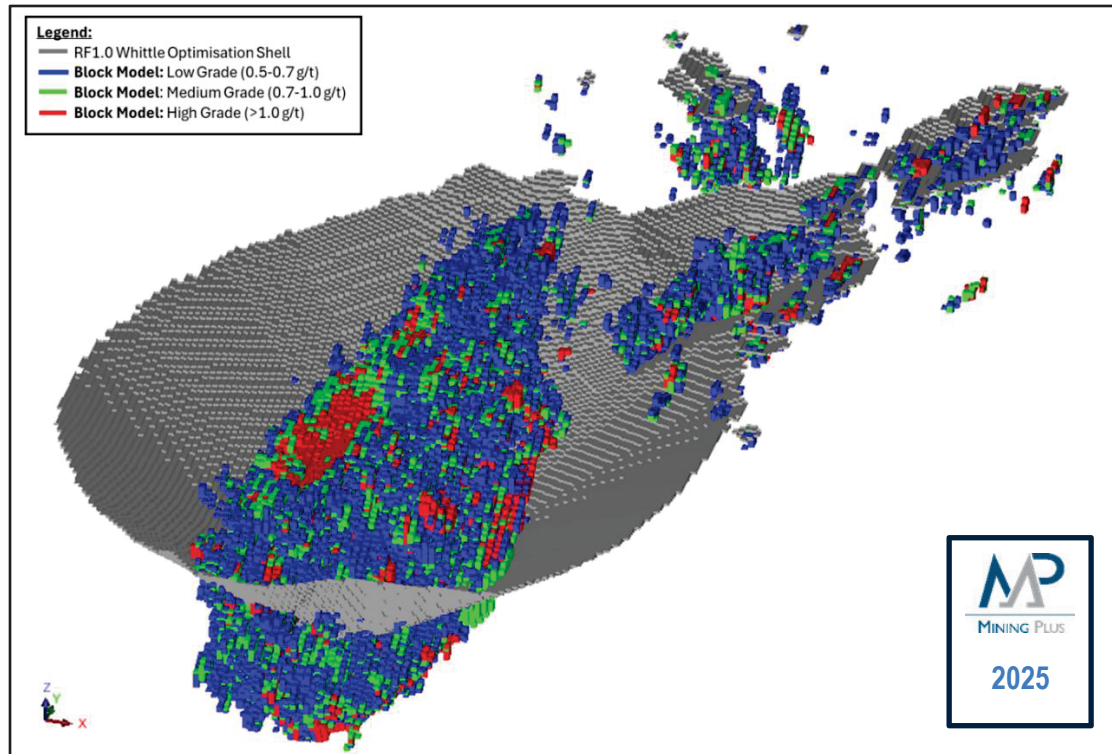 Legend:
RF1.0 Whittle Optimisation Shell
Block Model: Low Grade (0.5-0.7 g/t)
Block Model: Medium Grade (0.7-1.0 g/t)
Block Model: High Grade (>1.0 g/t)
MP
MINING PLUS
2025
Z
Y
X